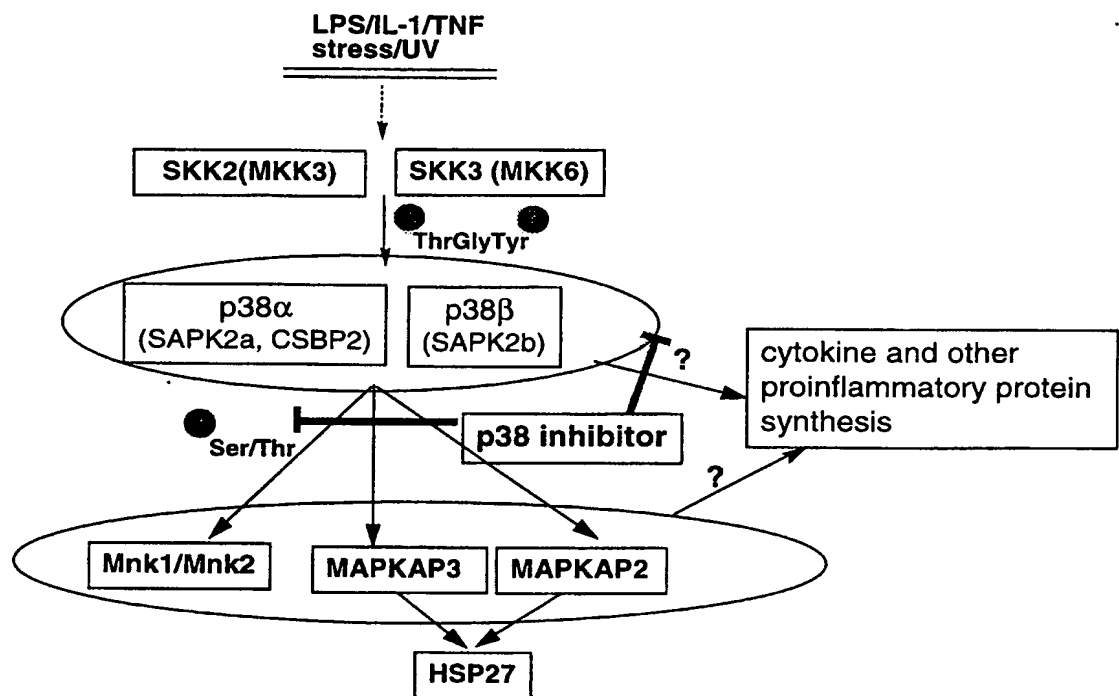 LPS/IL-1/TNF
stress/UV
SKK2(MKK3)
SKK3 (MKK6)
ThrGlyTyr
p38α
(SAPK2a, CSBP2)
p38β
(SAPK2b)
?
cytokine and other
proinflammatory protein
synthesis
Ser/Thr
p38 inhibitor
?
Mnk1/Mnk2
MAPKAP3
MAPKAP2
HSP27